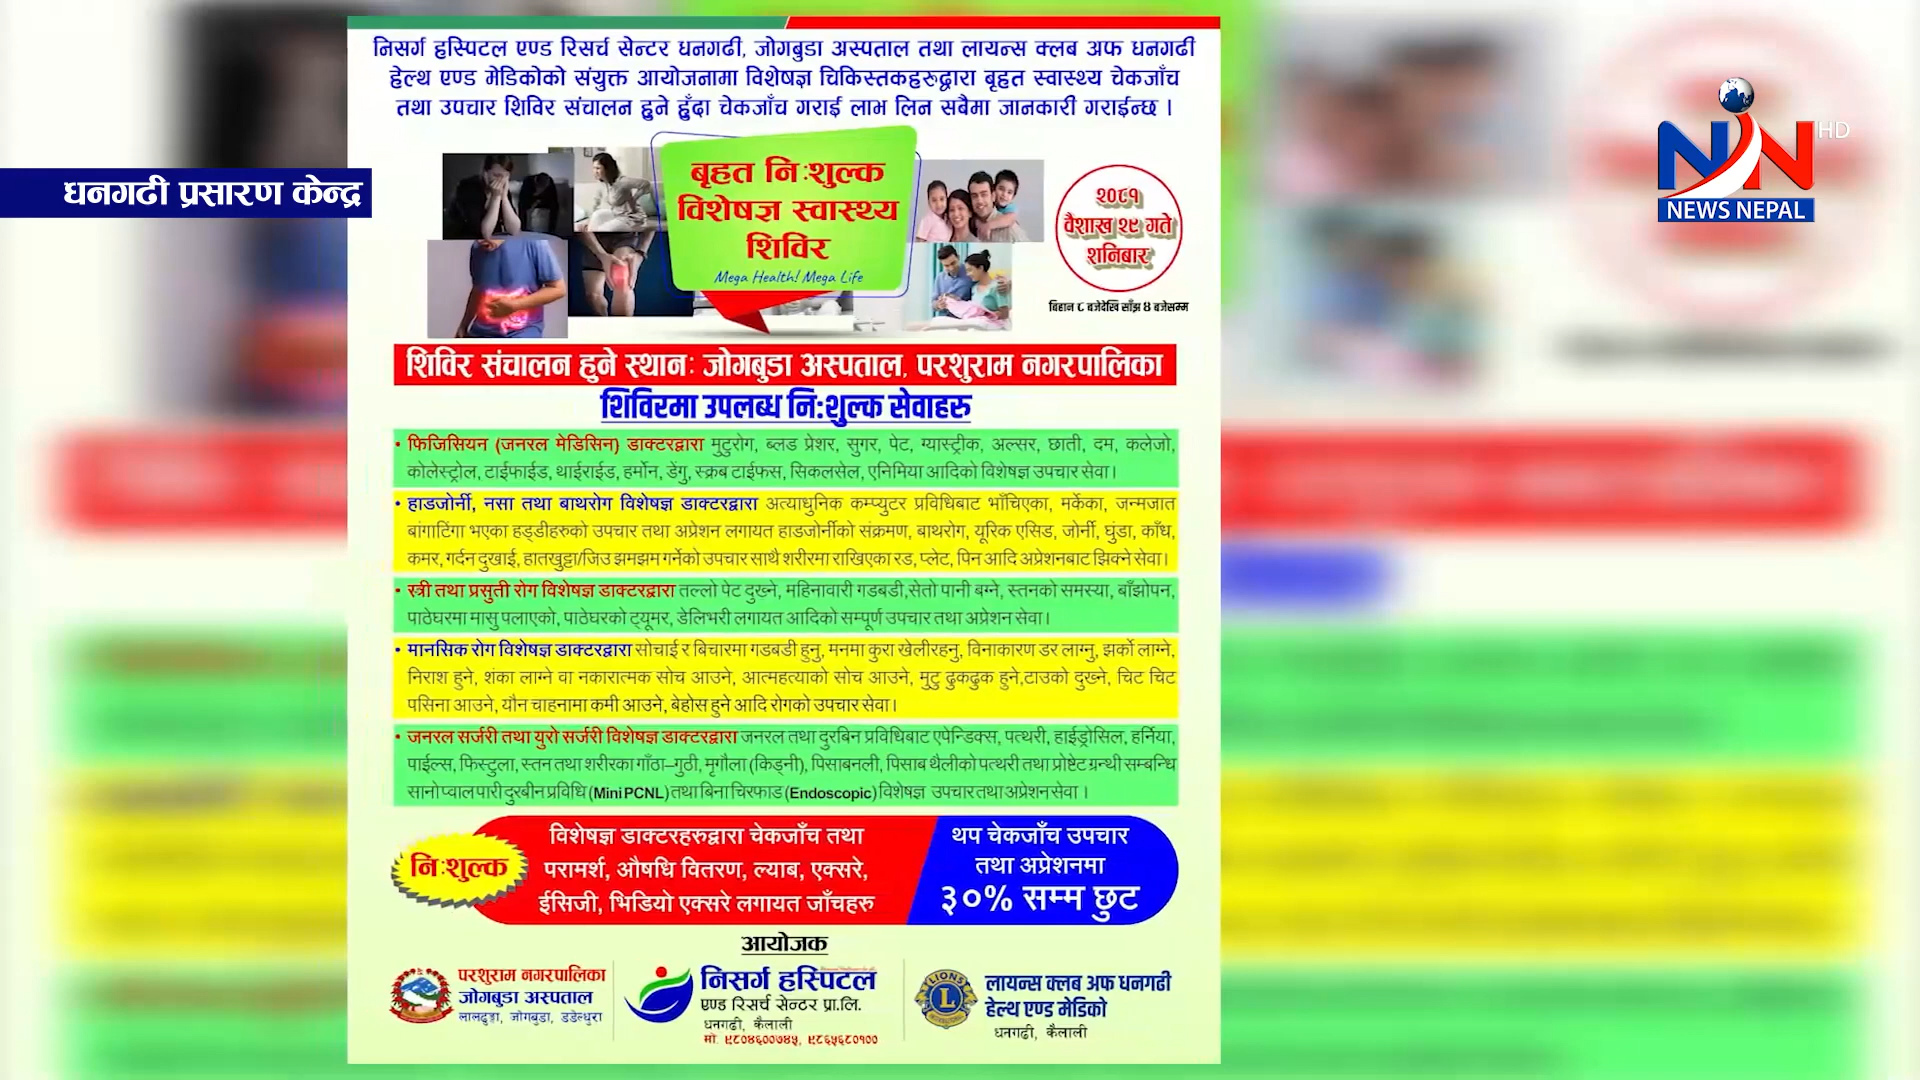 निसर्ग हस्पिटल एण्ड रिसर्च सेन्टर धनगढी, जोगबुडा अस्पताल तथा लायन्स क्लब अफ धनगढी
हेल्थ एण्ड मेडिकोको संयुक्त आयोजनामा विशेषज्ञ चिकिस्तकहरुद्वारा बृहत स्वास्थ्य चेकजाँच
तथा उपचार शिविर संचालन हुने हुँदा चेकजाँच गराई लाभ लिन सबैमा जानकारी गराईन्छ ।
धनगढी प्रसारण केन्द्र
NN HD
NEWS NEPAL
बृहत निःशुल्क
विशेषज्ञ स्वास्थ्य
शिविर
Mega Health! Mega Life
२०८१
वैशाख २९ गते
शनिबार
बिहान ८ बजेदेखि साँझ ४ बजेसम्म
शिविर संचालन हुने स्थानः जोगबुडा अस्पताल, परशुराम नगरपालिका
शिविरमा उपलब्ध निःशुल्क सेवाहरु
• फिजिसियन (जनरल मेडिसिन) डाक्टरद्वारा मुटुरोग, ब्लड प्रेशर, सुगर, पेट, ग्यास्ट्रीक, अल्सर, छाती, दम, कलेजो,
कोलेस्ट्रोल, टाईफाईड, थाईराईड, हर्मोन, डेंगु, स्क्रब टाईफस, सिकलसेल, एनिमिया आदिको विशेषज्ञ उपचार सेवा ।
• हाडजोर्नी, नसा तथा बाथरोग विशेषज्ञ डाक्टरद्वारा अत्याधुनिक कम्प्युटर प्रविधिबाट भाँचिएका, मर्केका, जन्मजात
बांगाटिंगा भएका हड्डीहरुको उपचार तथा अप्रेशन लगायत हाडजोर्नीको संक्रमण, बाथरोग, यूरिक एसिड, जोर्नी, घुंडा, काँध,
कमर, गर्दन दुखाई, हातखुट्टा/जिउ झमझम गर्नेको उपचार साथै शरीरमा राखिएका रड, प्लेट, पिन आदि अप्रेशनबाट झिक्ने सेवा ।
• स्त्री तथा प्रसुती रोग विशेषज्ञ डाक्टरद्वारा तल्लो पेट दुख्ने, महिनावारी गडबडी,सेतो पानी बग्ने, स्तनको समस्या, बाँझोपन,
पाठेघरमा मासु पलाएको, पाठेघरको ट्यूमर, डेलिभरी लगायत आदिको सम्पूर्ण उपचार तथा अप्रेशन सेवा ।
• मानसिक रोग विशेषज्ञ डाक्टरद्वारा सोचाई र बिचारमा गडबडी हुनु, मनमा कुरा खेलीरहनु, विनाकारण डर लाग्नु, झर्को लाग्ने,
निराश हुने, शंका लाग्ने वा नकारात्मक सोच आउने, आत्महत्याको सोच आउने, मुटु ढुकढुक हुने,टाउको दुख्ने, चिट चिट
पसिना आउने, यौन चाहनामा कमी आउने, बेहोस हुने आदि रोगको उपचार सेवा ।
• जनरल सर्जरी तथा युरो सर्जरी विशेषज्ञ डाक्टरद्वारा जनरल तथा दुरबिन प्रविधिबाट एपेन्डिक्स, पत्थरी, हाईड्रोसिल, हर्निया,
पाईल्स, फिस्टुला, स्तन तथा शरीरका गाँठा–गुठी, मृगौला (किड्नी), पिसाबनली, पिसाब थैलीको पत्थरी तथा प्रोष्टेट ग्रन्थी सम्बन्धि
सानो प्वाल पारी दुरबीन प्रविधि (Mini PCNL) तथा बिना चिरफाड (Endoscopic) विशेषज्ञ उपचार तथा अप्रेशन सेवा ।
निःशुल्क
विशेषज्ञ डाक्टरहरुद्वारा चेकजाँच तथा
परामर्श, औषधि वितरण, ल्याब, एक्सरे,
ईसिजी, भिडियो एक्सरे लगायत जाँचहरु
थप चेकजाँच उपचार
तथा अप्रेशनमा
३०% सम्म छुट
आयोजक
परशुराम नगरपालिका
जोगबुडा अस्पताल
लालढुङ्गा, जोगबुडा, डडेल्धुरा
निसर्ग हस्पिटल
एण्ड रिसर्च सेन्टर प्रा.लि.
धनगढी, कैलाली
मो. ९८०४६००७४५, ९८६५६८०१००
LIONS
L
लायन्स क्लब अफ धनगढी
हेल्थ एण्ड मेडिको
धनगढी, कैलाली